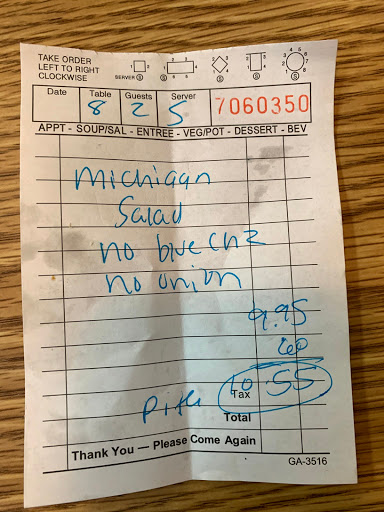 TAKE ORDER
LEFT TO RIGHT
CLOCKWISE
SERVER
Date Table Guests Server
8 2 5 7060350
APPT - SOUP/SAL - ENTREE - VEG/POT - DESSERT - BEV
Michigan
Salad
no blue chz
no onion
9.95
60
10.55
Tax
Total
Thank You — Please Come Again
GA-3516